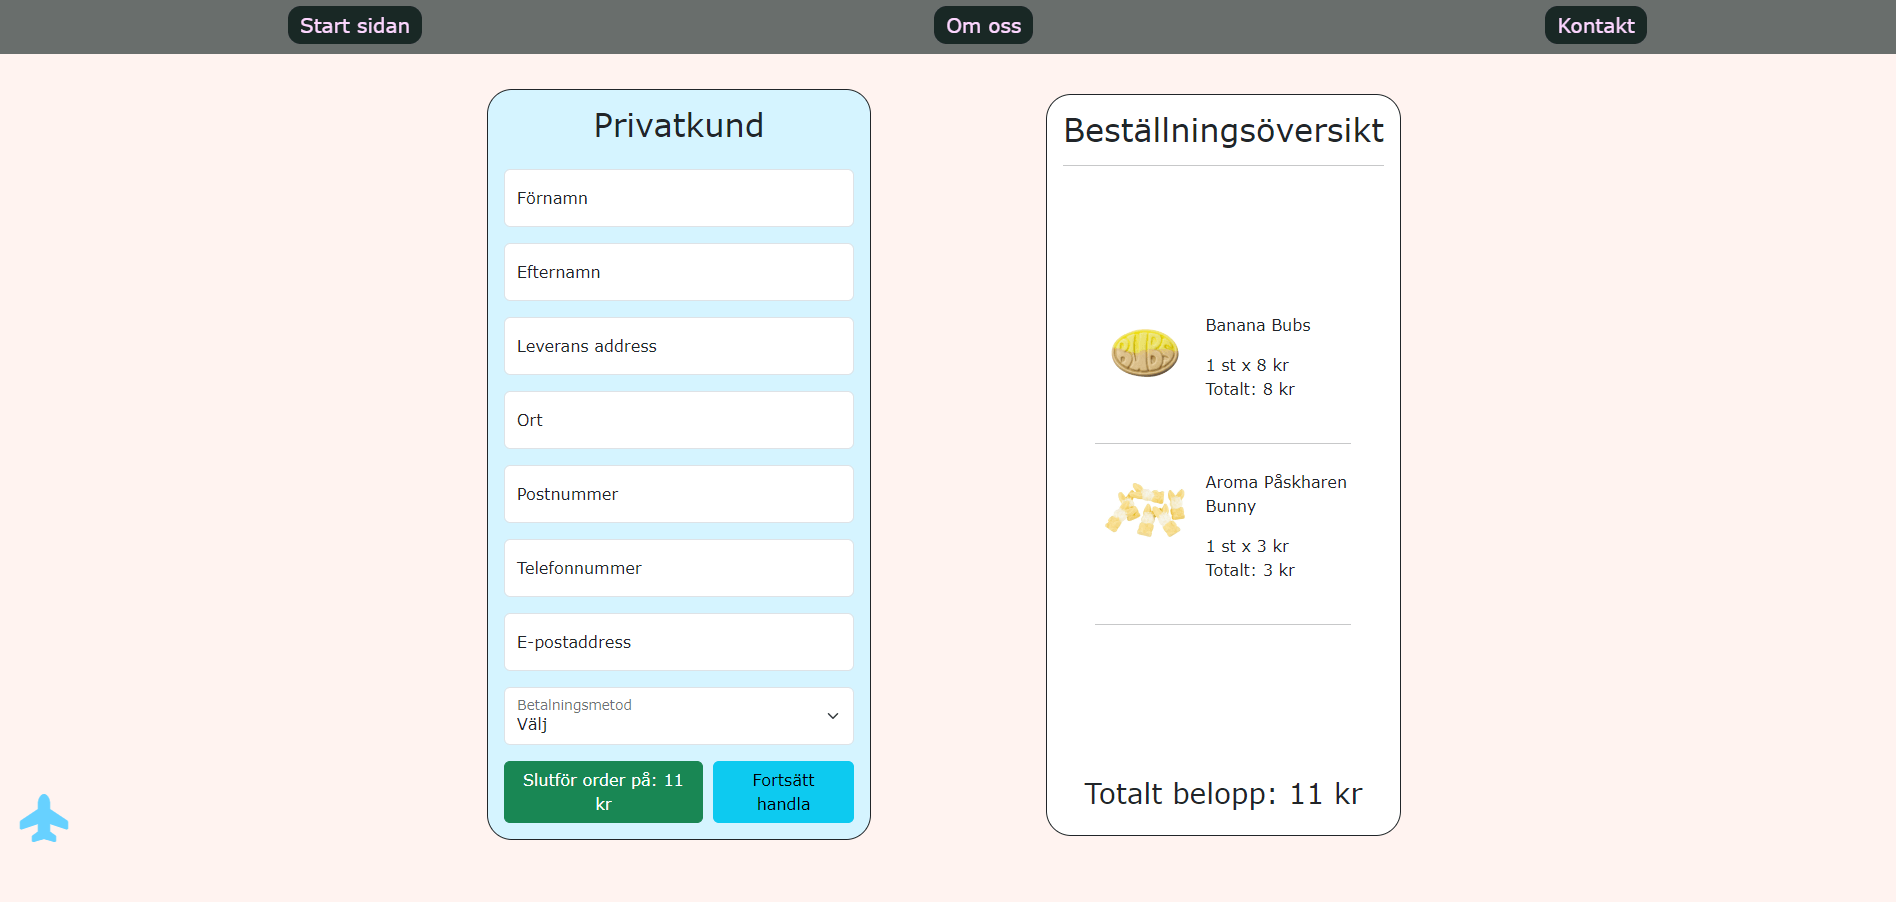 Start sidan
Om oss
Kontakt
Privatkund
Förnamn
Efternamn
Leverans address
Ort
Postnummer
Telefonnummer
E-postaddress
Betalningsmetod
Välj
Slutför order på: 11
kr
Fortsätt
handla
Beställningsöversikt
BUBS
BUBS
Banana Bubs
1 st x 8 kr
Totalt: 8 kr
Aroma Påskharen
Bunny
1 st x 3 kr
Totalt: 3 kr
Totalt belopp: 11 kr